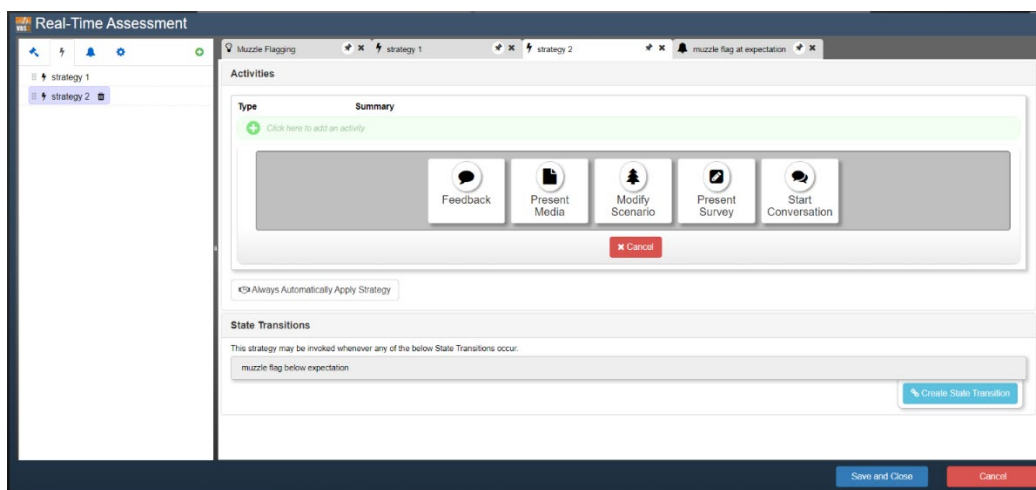 VBS Real-Time Assessment
Muzzle Flagging
strategy 1
strategy 2
muzzle flag at expectation
strategy 1
strategy 2
Activities
Type Summary
Click here to add an activity
Feedback
Present Media
Modify Scenario
Present Survey
Start Conversation
Cancel
Always Automatically Apply Strategy
State Transitions
This strategy may be invoked whenever any of the below State Transitions occur.
muzzle flag below expectation
Create State Transition
Save and Close
Cancel